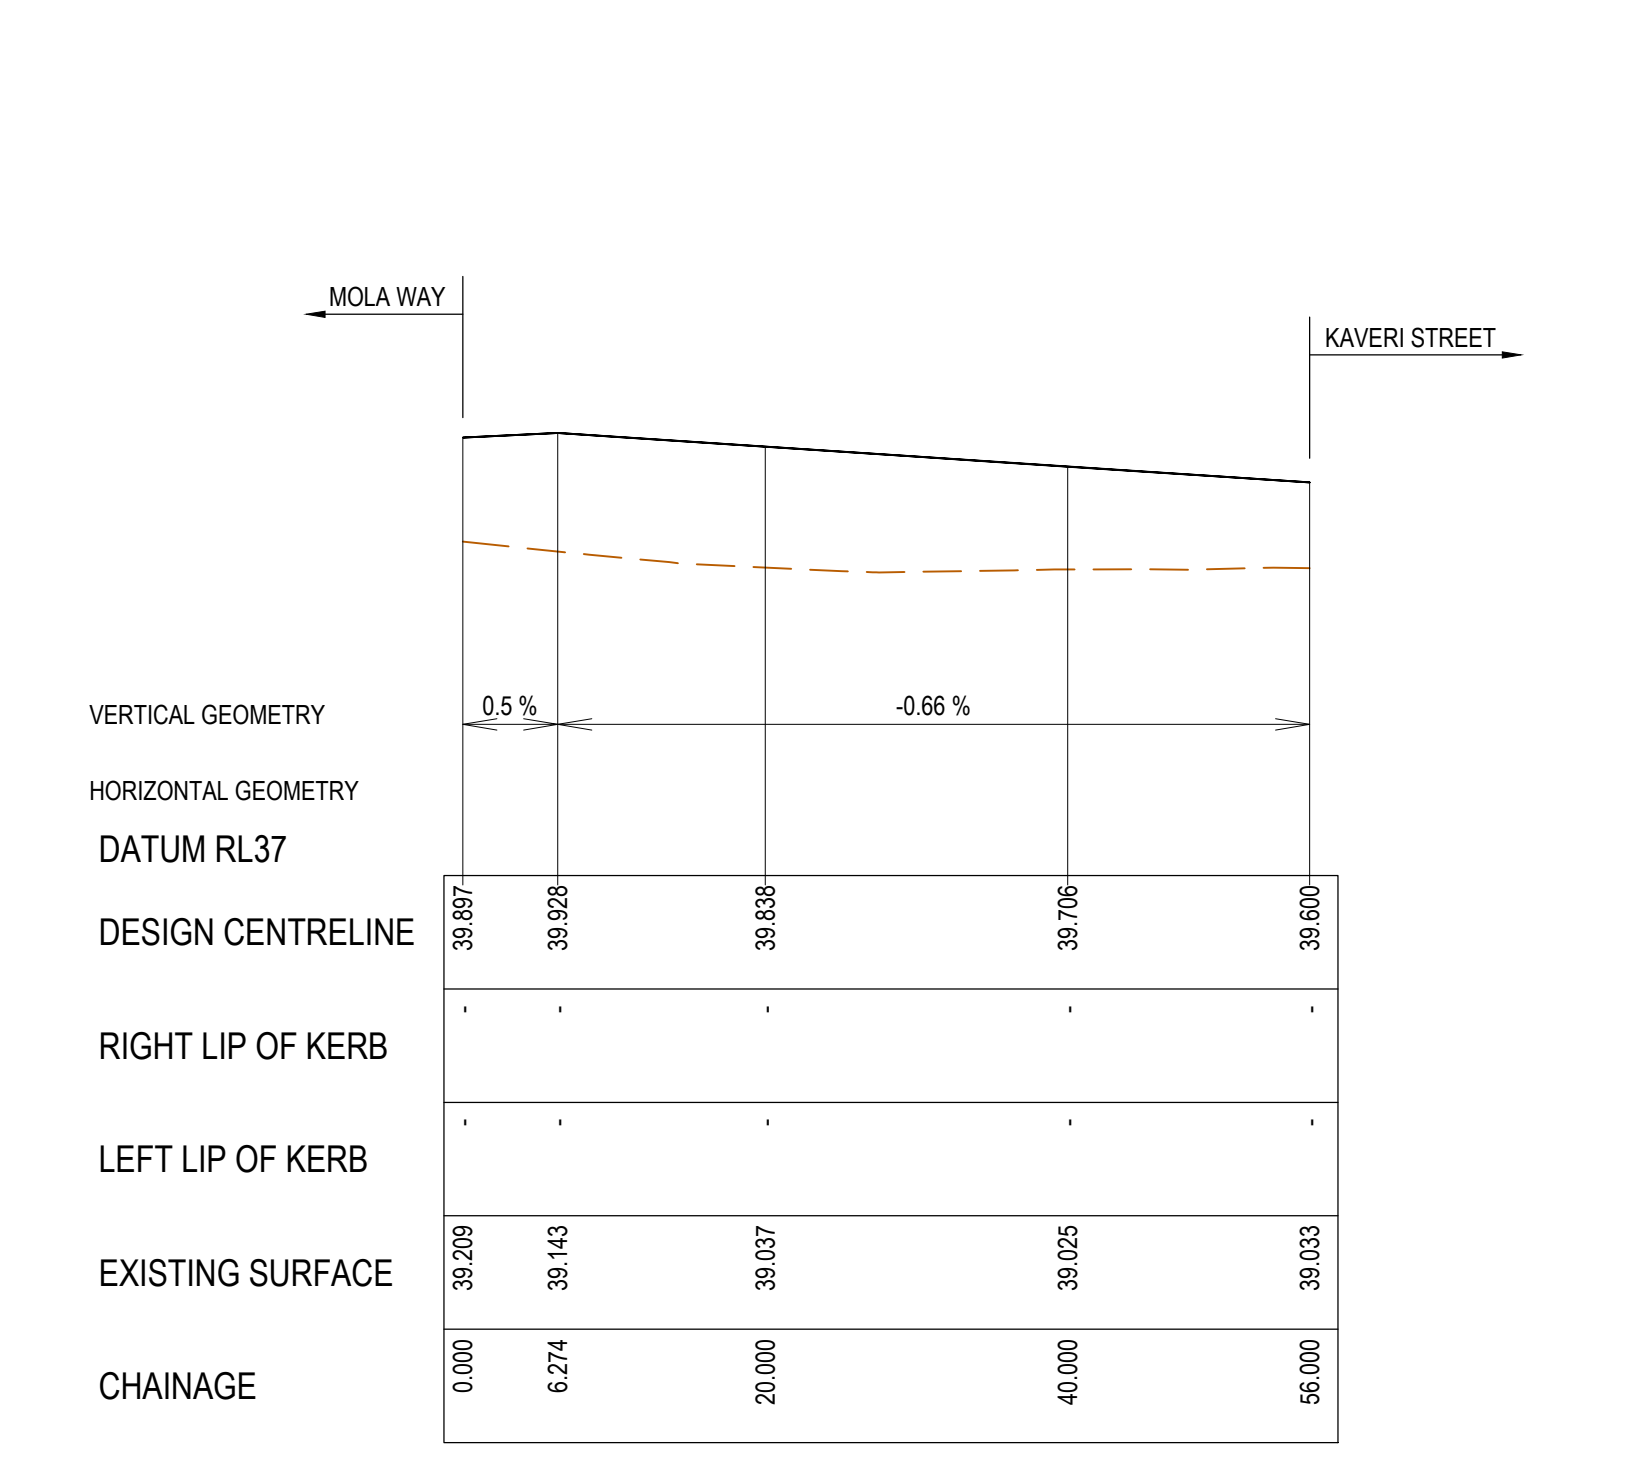 MOLA WAY
KAVERI STREET
VERTICAL GEOMETRY 0.5 % -0.66 %
HORIZONTAL GEOMETRY
DATUM RL37
DESIGN CENTRELINE 39.897 39.928 39.838 39.706 39.600
RIGHT LIP OF KERB - - - - -
LEFT LIP OF KERB - - - - -
EXISTING SURFACE 39.209 39.143 39.037 39.025 39.033
CHAINAGE 0.000 6.274 20.000 40.000 56.000